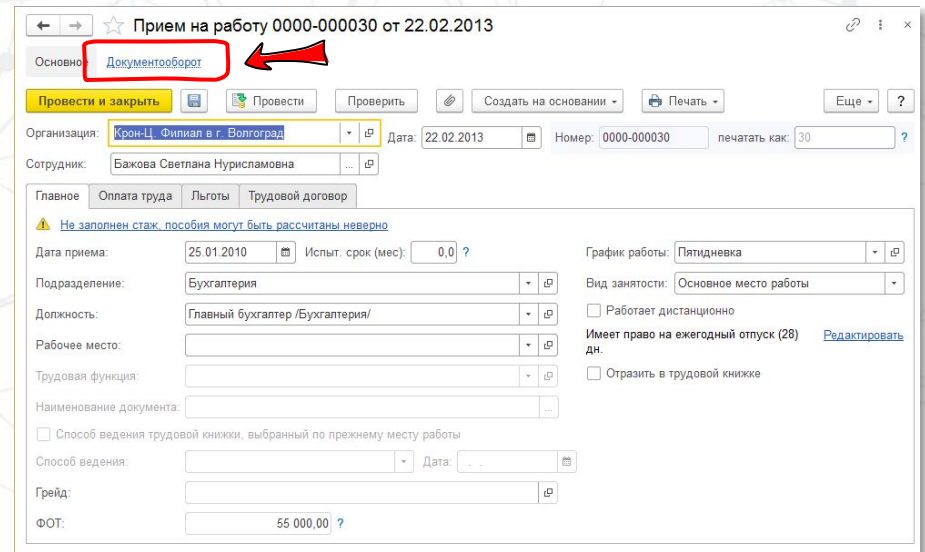 Прием на работу 0000-000030 от 22.02.2013
Основное Документооборот
Провести и закрыть Провести Проверить Создать на основании Печать Еще ?
Организация: Крон-Ц. Филиал в г. Волгоград Дата: 22.02.2013 Номер: 0000-000030 печатать как: 30 ?
Сотрудник: Бажова Светлана Нурисламовна ...
Главное Оплата труда Льготы Трудовой договор
Не заполнен стаж, пособия могут быть рассчитаны неверно
Дата приема: 25.01.2010 Испыт. срок (мес): 0,0 ? График работы: Пятидневка
Подразделение: Бухгалтерия Вид занятости: Основное место работы
Должность: Главный бухгалтер /Бухгалтерия/ Работает дистанционно
Рабочее место: Имеет право на ежегодный отпуск (28) Редактировать
дн.
Трудовая функция: Отразить в трудовой книжке
Наименование документа: ...
Способ ведения трудовой книжки, выбранный по прежнему месту работы
Способ ведения: Дата: . .
Грейд:
ФОТ: 55 000,00 ?